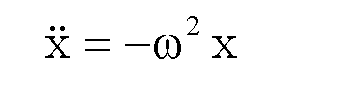 ẍ = −ω² x